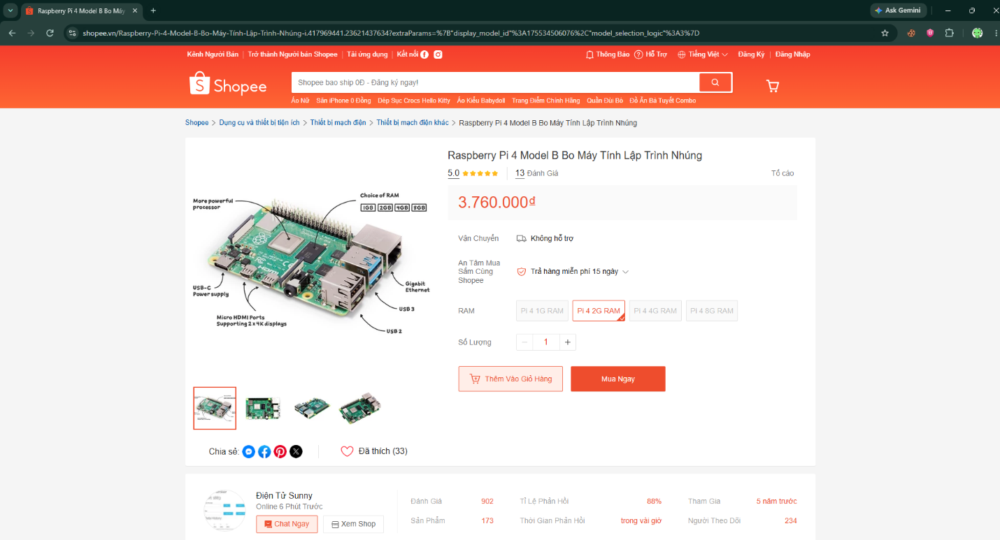 Raspberry Pi 4 Model B Bo Máy
Ask Gemini
shopee.vn/Raspberry-Pi-4-Model-B-Bo-Máy-Tính-Lập-Trình-Nhúng-i.417969441.23621437634?extraParams=%7B"display_model_id"%3A175534506076%2C"model_selection_logic"%3A3%7D
Kênh Người Bán Trở thành Người bán Shopee Tải ứng dụng Kết nối
Thông Báo Hỗ Trợ Tiếng Việt Đăng Ký Đăng Nhập
Shopee
Shopee bao ship 0Đ - Đăng ký ngay!
Áo Nữ Săn iPhone 0 Đồng Dép Sục Crocs Hello Kitty Áo Kiểu Babydoll Trang Điểm Chính Hãng Quần Đùi Bò Đồ Ăn Bà Tuyết Combo
Shopee > Dụng cụ và thiết bị tiện ích > Thiết bị mạch điện > Thiết bị mạch điện khác > Raspberry Pi 4 Model B Bo Máy Tính Lập Trình Nhúng
More powerful
processor
Choice of RAM
1GB 2GB 4GB 8GB
USB-C
Power supply
Micro HDMI Ports
Supporting 2 x 4K displays
Gigabit
Ethernet
USB 3
USB 2
Raspberry Pi 4 Model B Bo Máy Tính Lập Trình Nhúng
5.0 13 Đánh Giá Tố cáo
3.760.000₫
Vận Chuyển Không hỗ trợ
An Tâm Mua
Sắm Cùng
Shopee
Trả hàng miễn phí 15 ngày
RAM Pi 4 1G RAM Pi 4 2G RAM Pi 4 4G RAM Pi 4 8G RAM
Số Lượng − 1 +
Thêm Vào Giỏ Hàng Mua Ngay
Chia sẻ: Đã thích (33)
Điện Tử Sunny
Online 6 Phút Trước
Chat Ngay Xem Shop
Đánh Giá 902 Tỉ Lệ Phản Hồi 88% Tham Gia 5 năm trước
Sản Phẩm 173 Thời Gian Phản Hồi trong vài giờ Người Theo Dõi 234